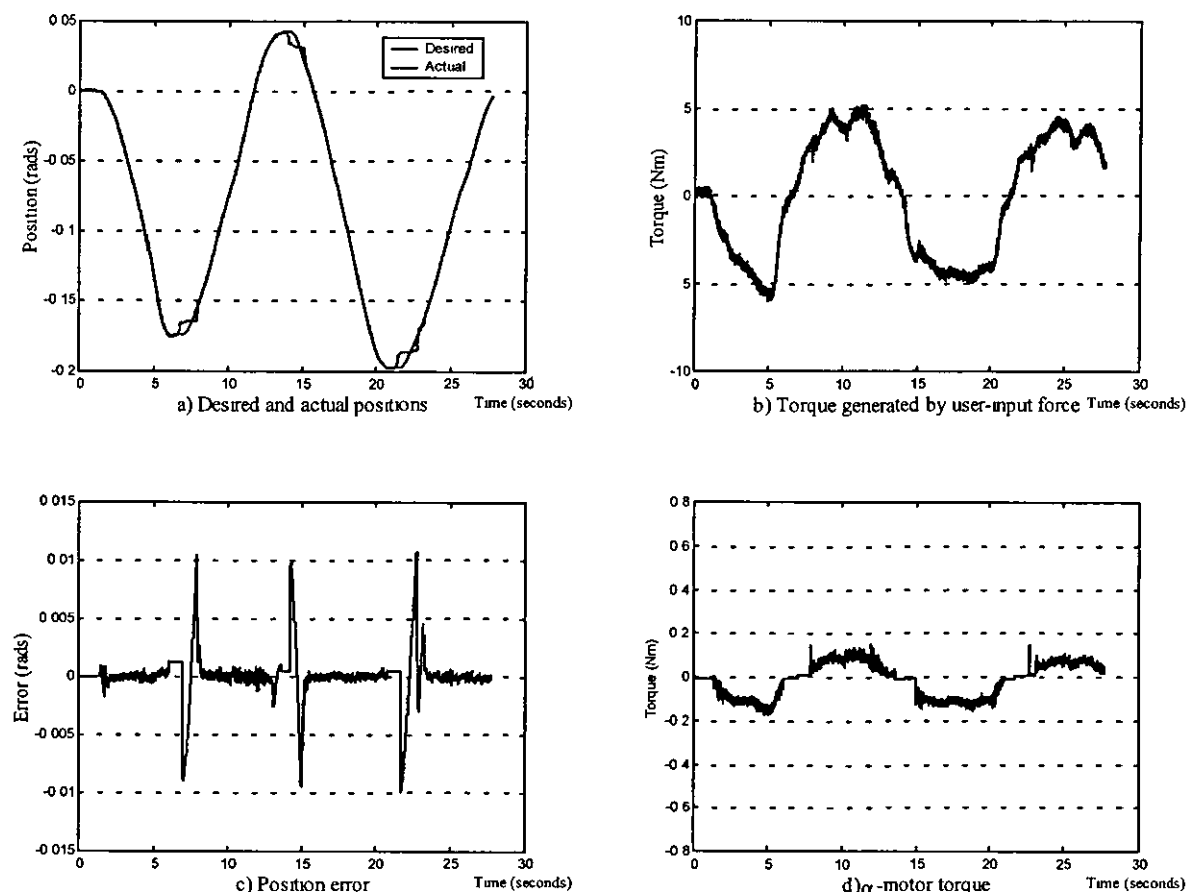 0 05
0
-0.05
-0 1
-0.15
-0.2
Position (rads)
Desired
Actual
0 5 10 15 20 25 30
a) Desired and actual positions Time (seconds)
10
5
0
5
-10
Torque (Nm)
0 5 10 15 20 25 30
b) Torque generated by user-input force Time (seconds)
0 015
0 01
0 005
0
-0 005
-0 01
-0 015
Error (rads)
0 5 10 15 20 25 30
c) Position error Time (seconds)
0 8
0 6
0 4
0 2
0
-0.2
-0.4
-0.6
-0.8
Torque (Nm)
0 5 10 15 20 25 30
d) α -motor torque Time (seconds)